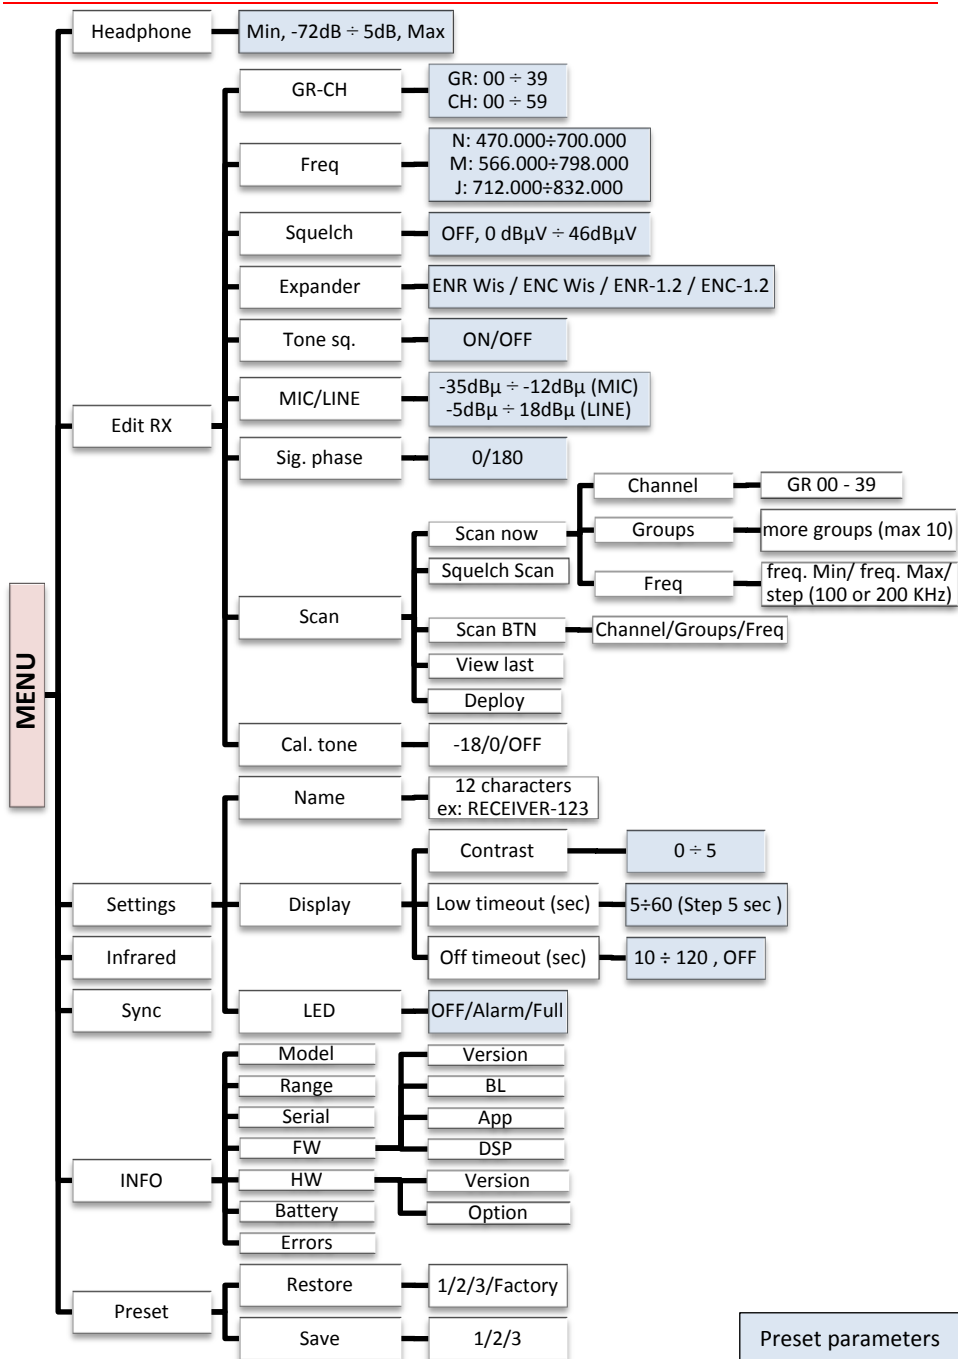 Headphone
Min, -72dB ÷ 5dB, Max
GR-CH
GR: 00 ÷ 39
CH: 00 ÷ 59
Freq
N: 470.000÷700.000
M: 566.000÷798.000
J: 712.000÷832.000
Squelch
OFF, 0 dBµV ÷ 46dBµV
Expander
ENR Wis / ENC Wis / ENR-1.2 / ENC-1.2
Tone sq.
ON/OFF
MIC/LINE
-35dBµ ÷ -12dBµ (MIC)
-5dBµ ÷ 18dBµ (LINE)
Edit RX
Sig. phase
0/180
Channel
GR 00 - 39
Scan now
Groups
more groups (max 10)
Squelch Scan
Freq
freq. Min/ freq. Max/
step (100 or 200 KHz)
Scan
Scan BTN
Channel/Groups/Freq
View last
Deploy
MENU
Cal. tone
-18/0/OFF
Name
12 characters
ex: RECEIVER-123
Contrast
0 ÷ 5
Settings
Display
Low timeout (sec)
5÷60 (Step 5 sec )
Infrared
Off timeout (sec)
10 ÷ 120 , OFF
Sync
LED
OFF/Alarm/Full
Model
Version
Range
BL
Serial
App
FW
DSP
INFO
HW
Version
Battery
Option
Errors
Preset
Restore
1/2/3/Factory
Save
1/2/3
Preset parameters